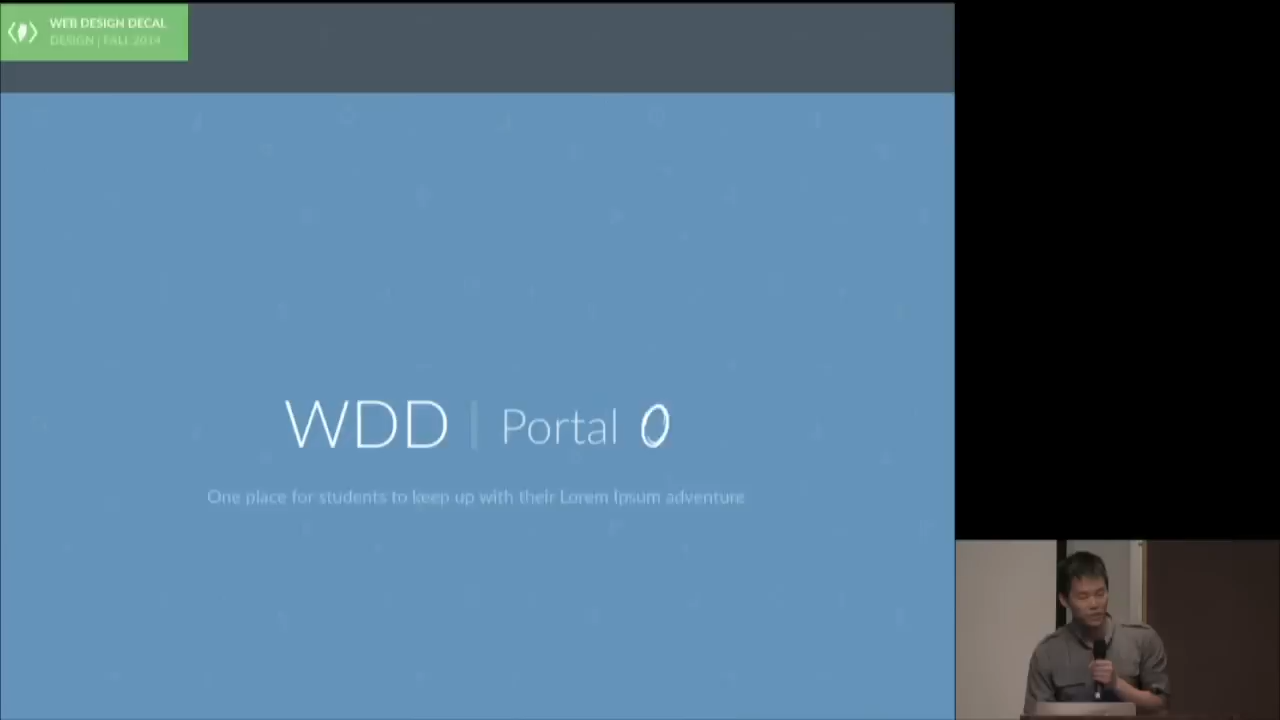 WEB DESIGN DECAL
DESIGN | FALL 2014
WDD | Portal
One place for students to keep up with their Lorem Ipsum adventure